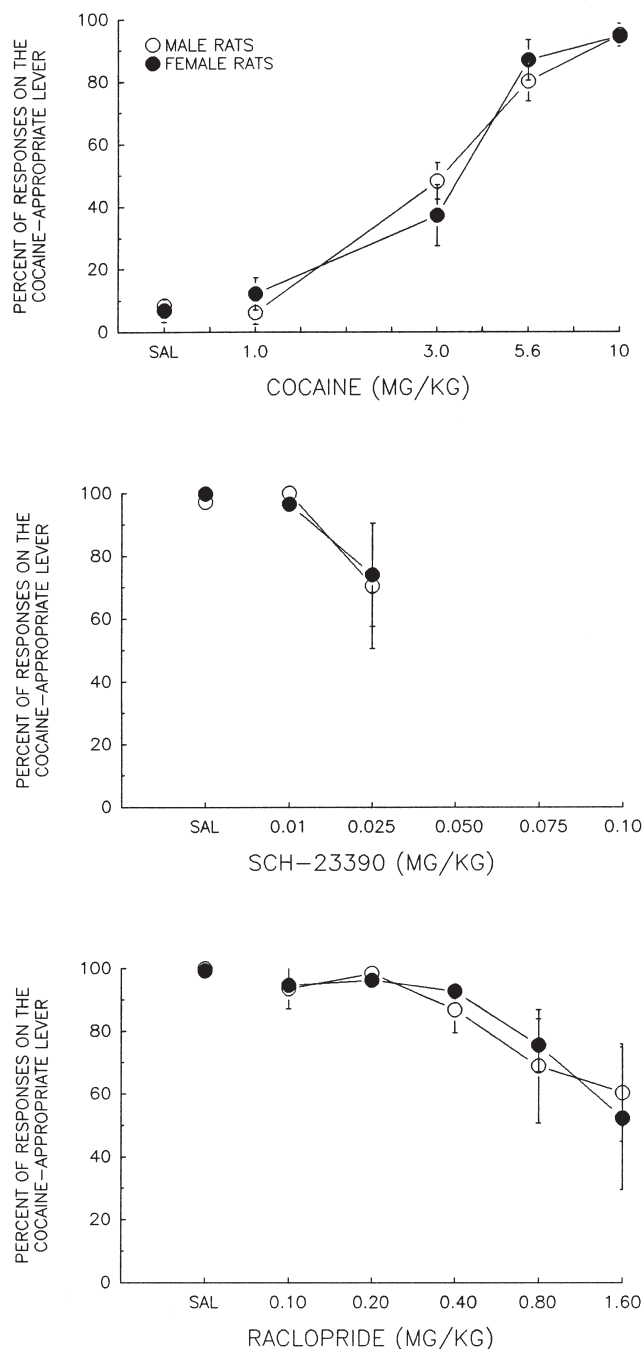 PERCENT OF RESPONSES ON THE
COCAINE-APPROPRIATE LEVER
100
80
60
40
20
0
MALE RATS
FEMALE RATS
SAL 1.0 3.0 5.6 10
COCAINE (MG/KG)
PERCENT OF RESPONSES ON THE
COCAINE-APPROPRIATE LEVER
100
80
60
40
20
0
SAL 0.01 0.025 0.050 0.075 0.10
SCH-23390 (MG/KG)
PERCENT OF RESPONSES ON THE
COCAINE-APPROPRIATE LEVER
100
80
60
40
20
0
SAL 0.10 0.20 0.40 0.80 1.60
RACLOPRIDE (MG/KG)